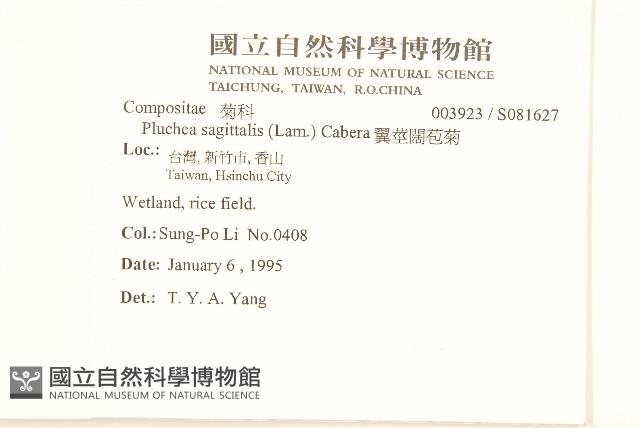 國立自然科學博物館
NATIONAL MUSEUM OF NATURAL SCIENCE
TAICHUNG, TAIWAN, R.O.CHINA
Compositae 菊科 003923 / S081627
Pluchea sagittalis (Lam.) Cabera 翼莖闊苞菊
Loc.: 台灣, 新竹市, 香山
Taiwan, Hsinchu City
Wetland, rice field.
Col.: Sung-Po Li No.0408
Date: January 6 , 1995
Det.: T. Y. A. Yang
國立自然科學博物館
NATIONAL MUSEUM OF NATURAL SCIENCE